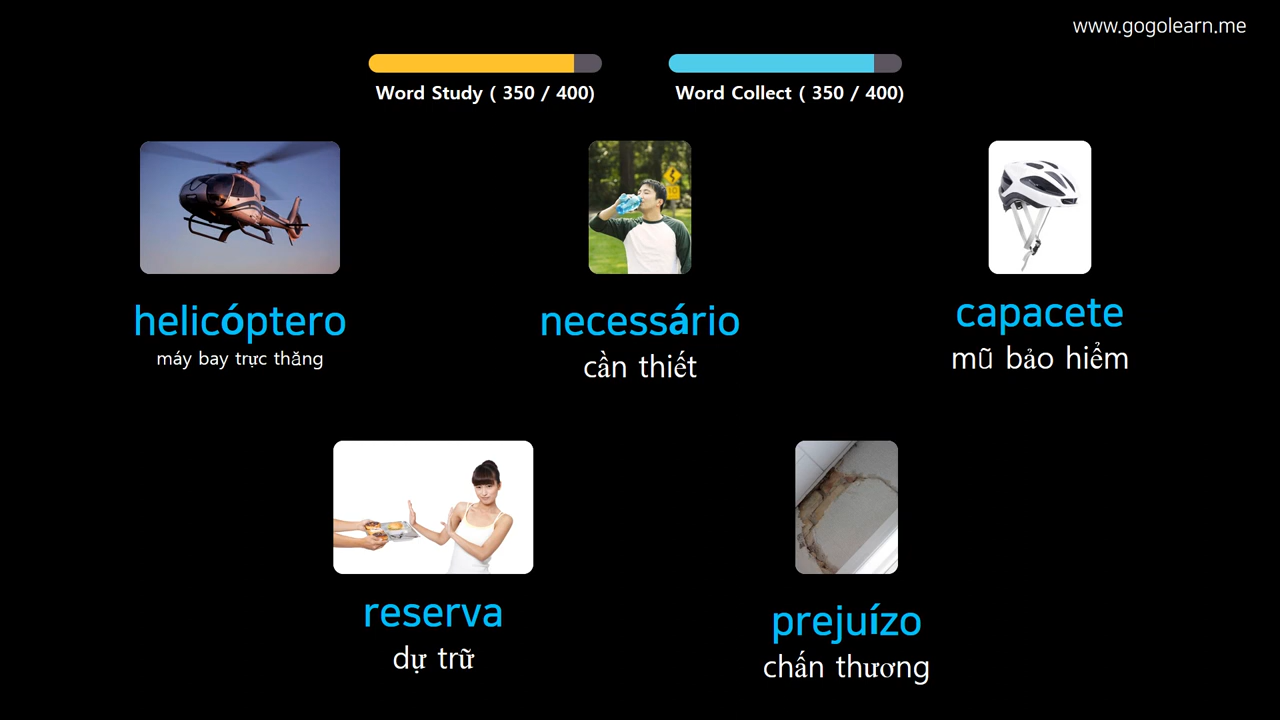 www.gogolearn.me
Word Study ( 350 / 400)
Word Collect ( 350 / 400)
helicóptero
máy bay trực thăng
necessário
cần thiết
capacete
mũ bảo hiểm
reserva
dự trữ
prejuízo
chấn thương